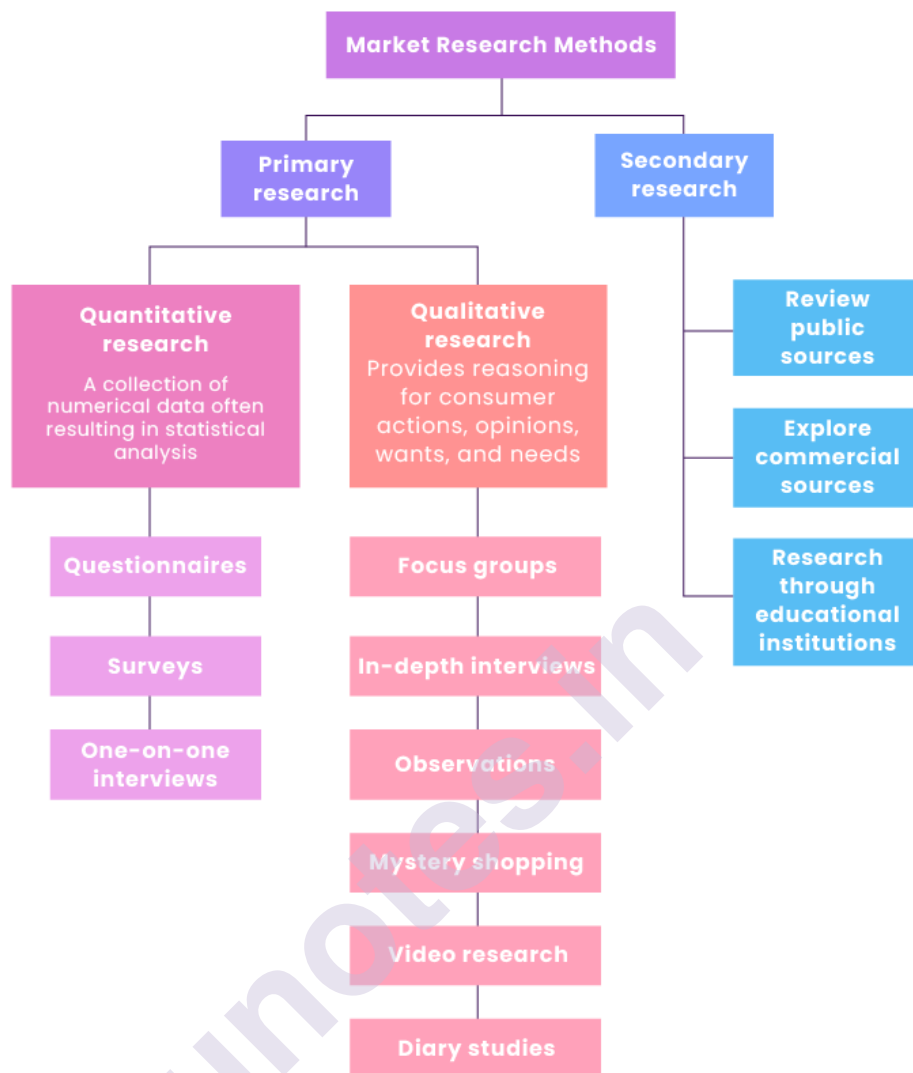 Market Research Methods
Primary
research
Secondary
research
Quantitative
research
A collection of
numerical data often
resulting in statistical
analysis
Qualitative
research
Provides reasoning
for consumer
actions, opinions,
wants, and needs
Review
public
sources
Explore
commercial
sources
Research
through
educational
institutions
Questionnaires
Surveys
One-on-one
interviews
Focus groups
In-depth interviews
Observations
Mystery shopping
Video research
Diary studies
unotes.in